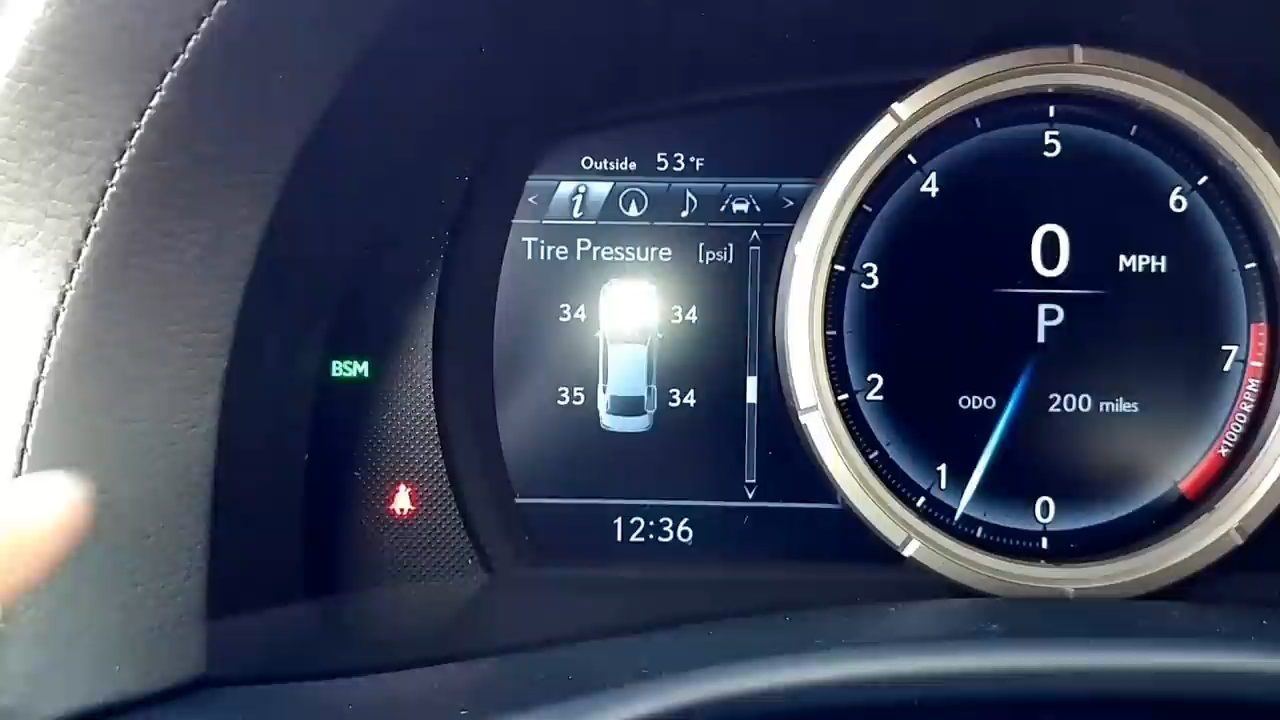 Outside 53°F
< i >
Tire Pressure [psi]
34 34
35 34
12:36
BSM
0 MPH
P
ODO 200 miles
0
1
2
3
4
5
6
7
x1000RPM